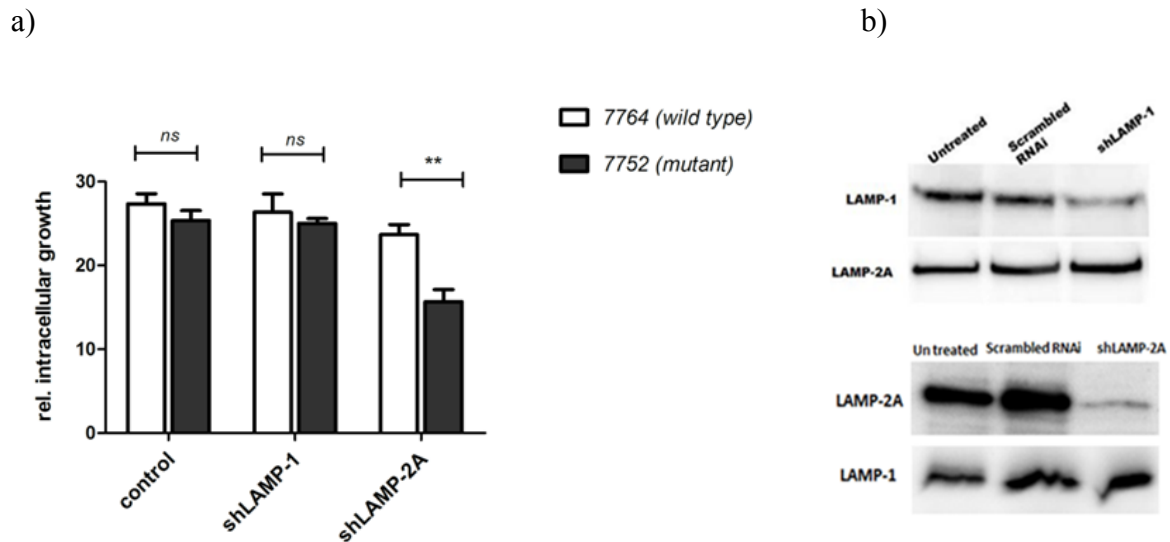 a)
b)
ns
ns
**
7764 (wild type)
7752 (mutant)
30
20
10
0
rel. intracellular growth
control
shLAMP-1
shLAMP-2A
Untreated
Scrambled
RNAi
shLAMP-1
LAMP-1
LAMP-2A
Un treated Scrambled RNAi shLAMP-2A
LAMP-2A
LAMP-1